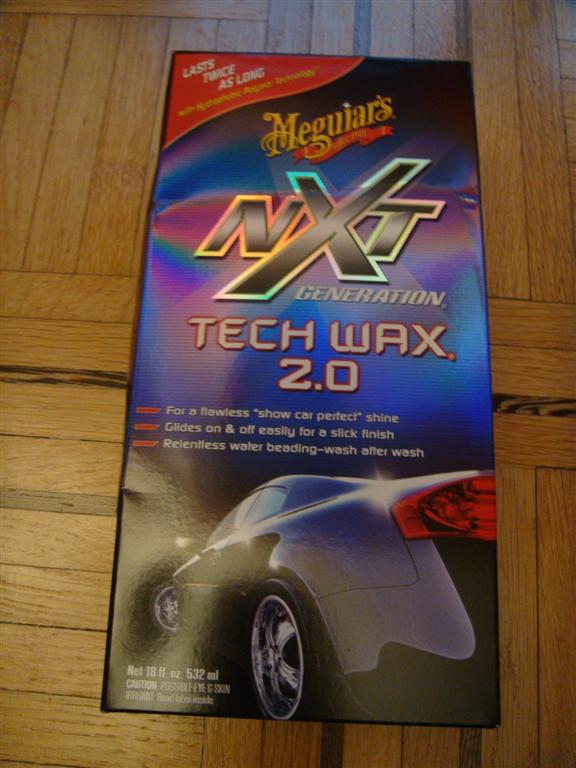 LASTS
TWICE
AS LONG
with Hydrophobic Polymer Technology
Meguiar's
SINCE 1901
NXT
GENERATION®
TECH WAX®
2.0
For a flawless "show car perfect" shine
Glides on & off easily for a slick finish
Relentless water beading-wash after wash
Net 18 fl oz. 532 ml
CAUTION: POSSIBLE EYE & SKIN
IRRITANT. Read label inside.